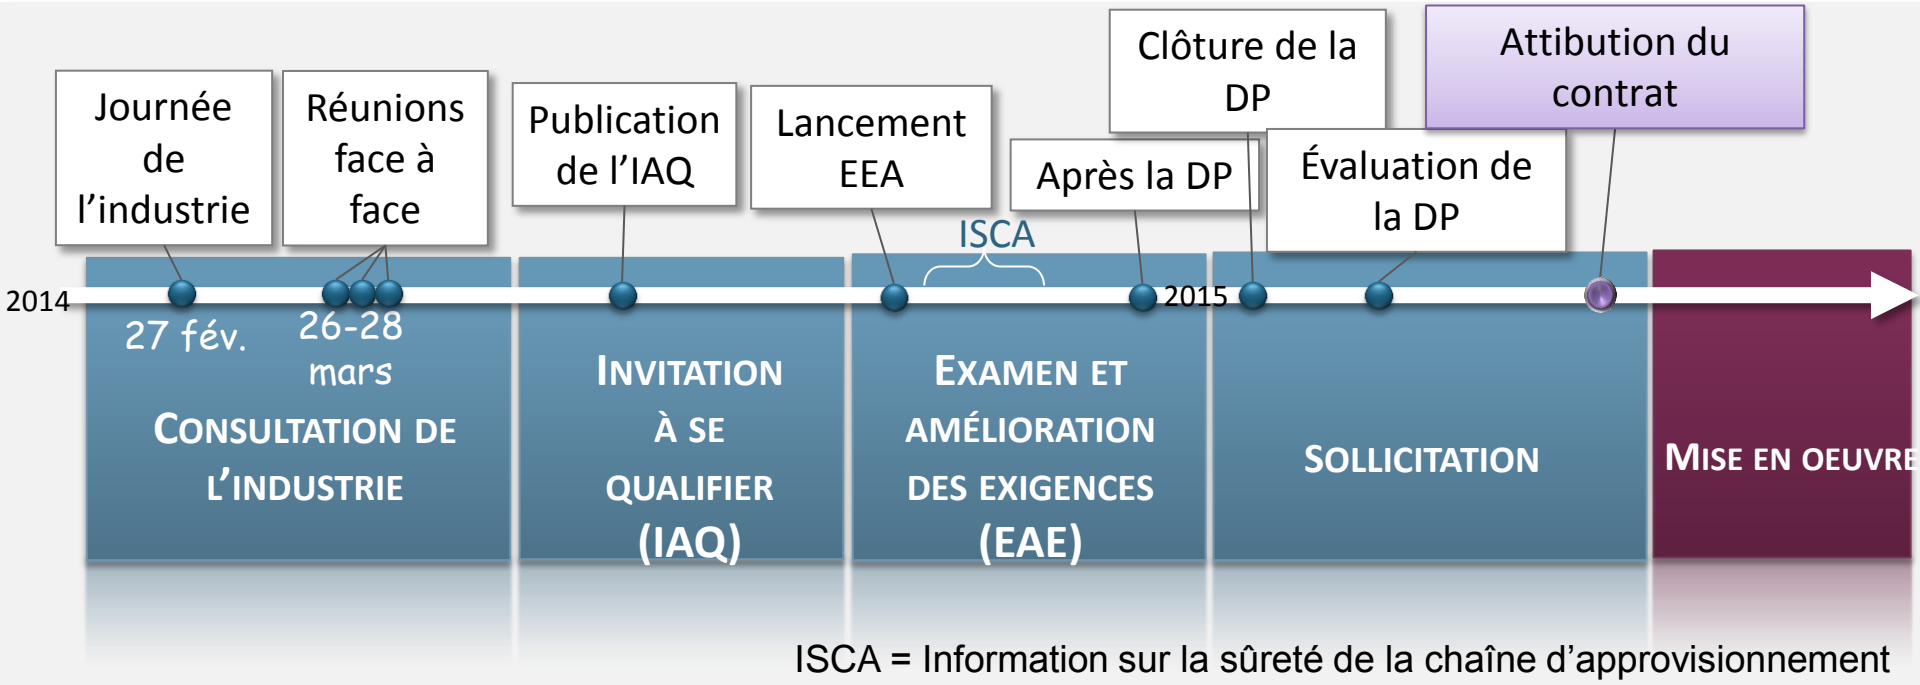 Journée
de
l’industrie
Réunions
face à
face
Publication
de l’IAQ
Lancement
EEA
Après la DP
Clôture de la
DP
Évaluation de
la DP
Attibution du
contrat
ISCA
2014
2015
27 fév.
26-28
mars
CONSULTATION DE
L’INDUSTRIE
INVITATION
À SE
QUALIFIER
(IAQ)
EXAMEN ET
AMÉLIORATION
DES EXIGENCES
(EAE)
SOLLICITATION
MISE EN OEUVRE
ISCA = Information sur la sûreté de la chaîne d’approvisionnement